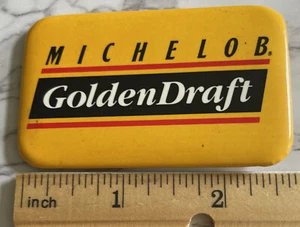 MICHELOB®
GoldenDraft
inch 1 2